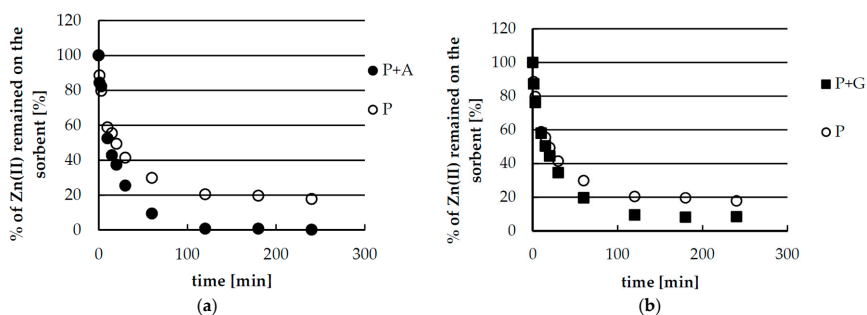 % of Zn(II) remained on the
sorbent [%]
120
100
80
60
40
20
0
0
100
200
300
time [min]
P+A
P
(a)
% of Zn(II) remained on the
sorbent [%]
120
100
80
60
40
20
0
0
100
200
300
time [min]
P+G
P
(b)